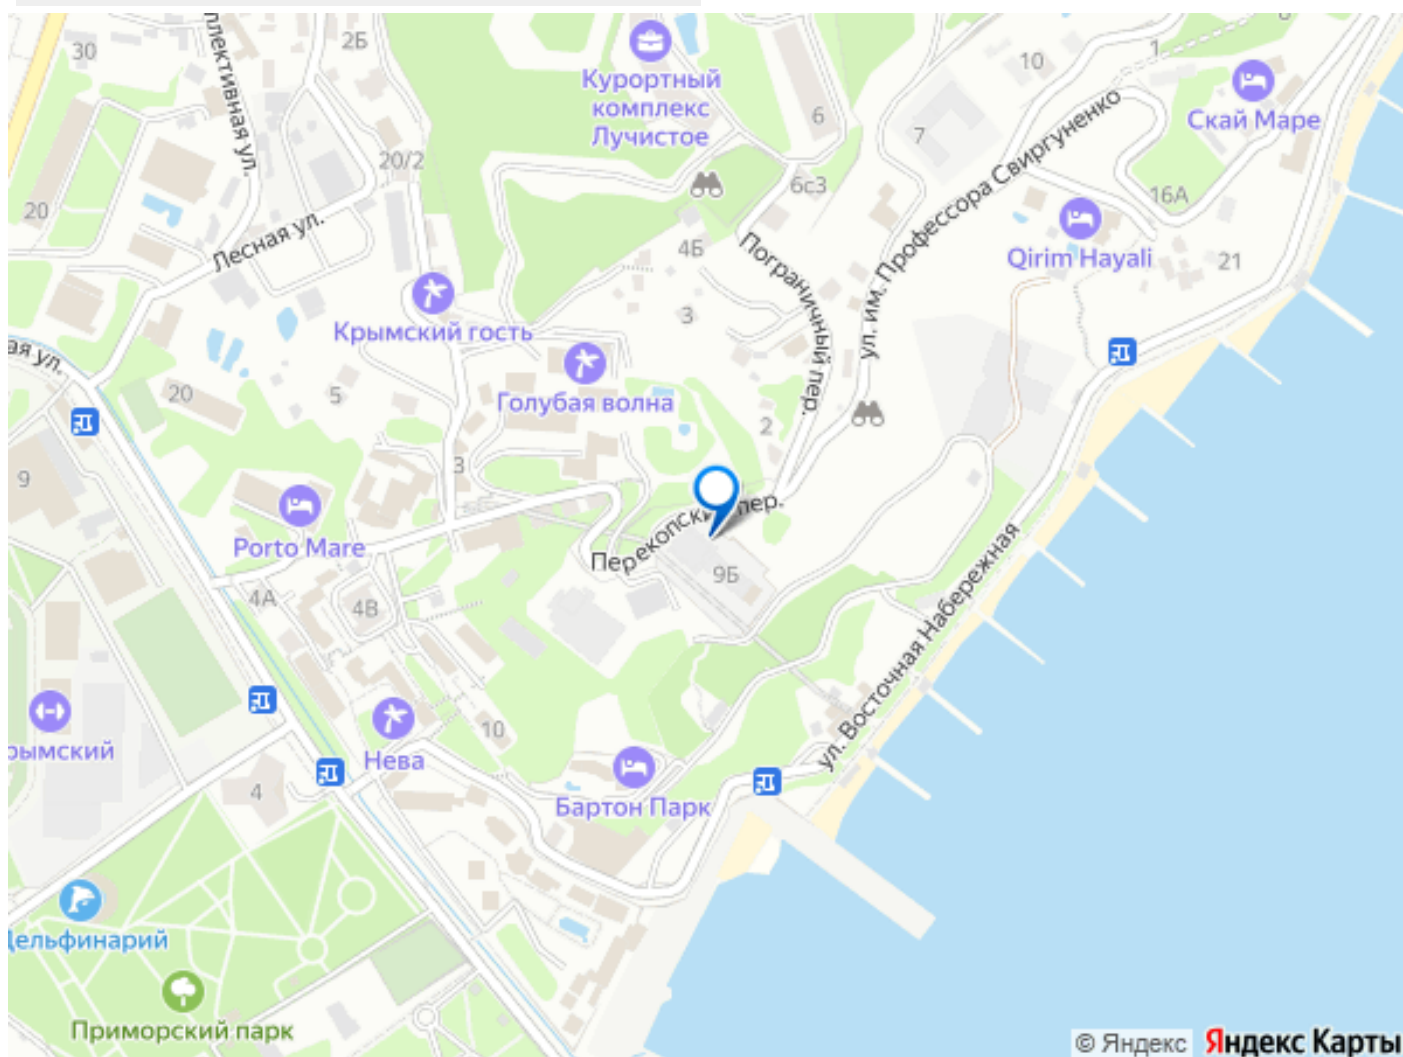 30
2Б
Курортный
комплекс
Лучистое
10
1
6
Скай Маре
7
плективная ул.
20/2
6с3
ул. им. Профессора Свиргуненко
16А
20
Лесная ул.
4Б
Пограничный пер.
Qirim Hayali
21
3
Крымский гость
ая ул.
20
5
Голубая волна
2
3
9
Porto Mare
Перекопский пер.
9Б
4А
4В
ул. Восточная Набережная
10
рымский
Нева
4
Бартон Парк
Дельфинарий
Приморский парк
© Яндекс Яндекс Карты